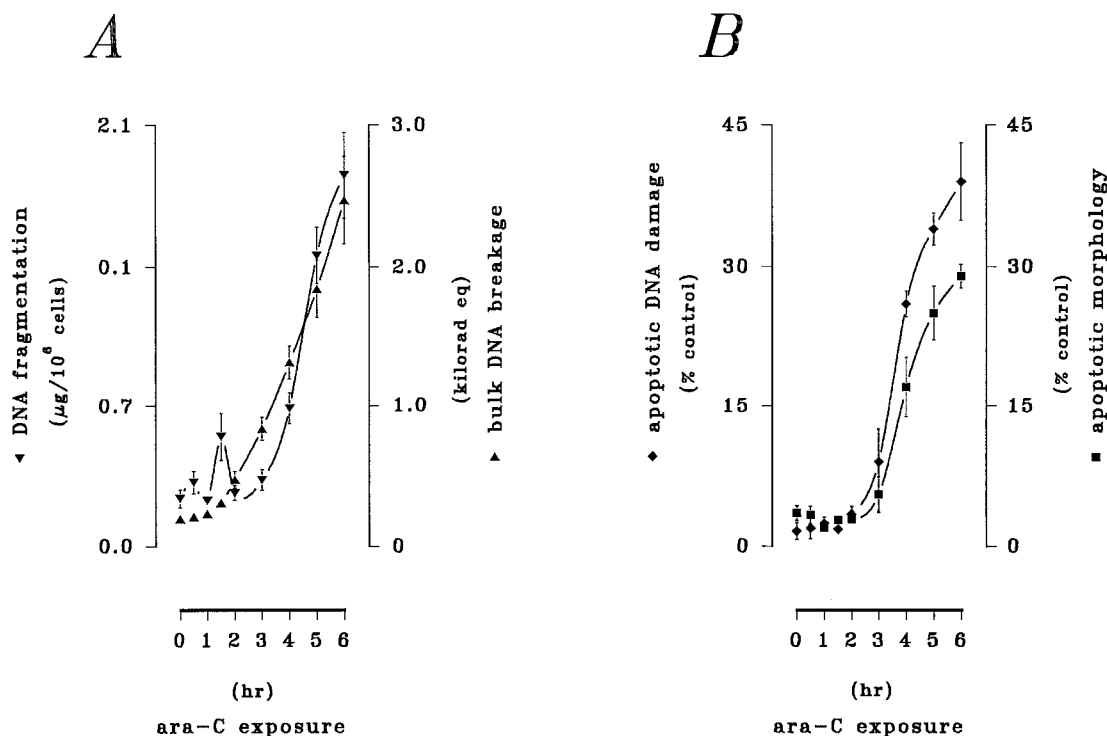 A
B
2.1
0.1
0.7
0.0
▼ DNA fragmentation
(μg/10⁶ cells)
3.0
2.0
1.0
0
(kilorad eq)
▲ bulk DNA breakage
0 1 2 3 4 5 6
(hr)
ara-C exposure
45
30
15
0
◆ apoptotic DNA damage
(% control)
45
30
15
0
(% control)
■ apoptotic morphology
0 1 2 3 4 5 6
(hr)
ara-C exposure